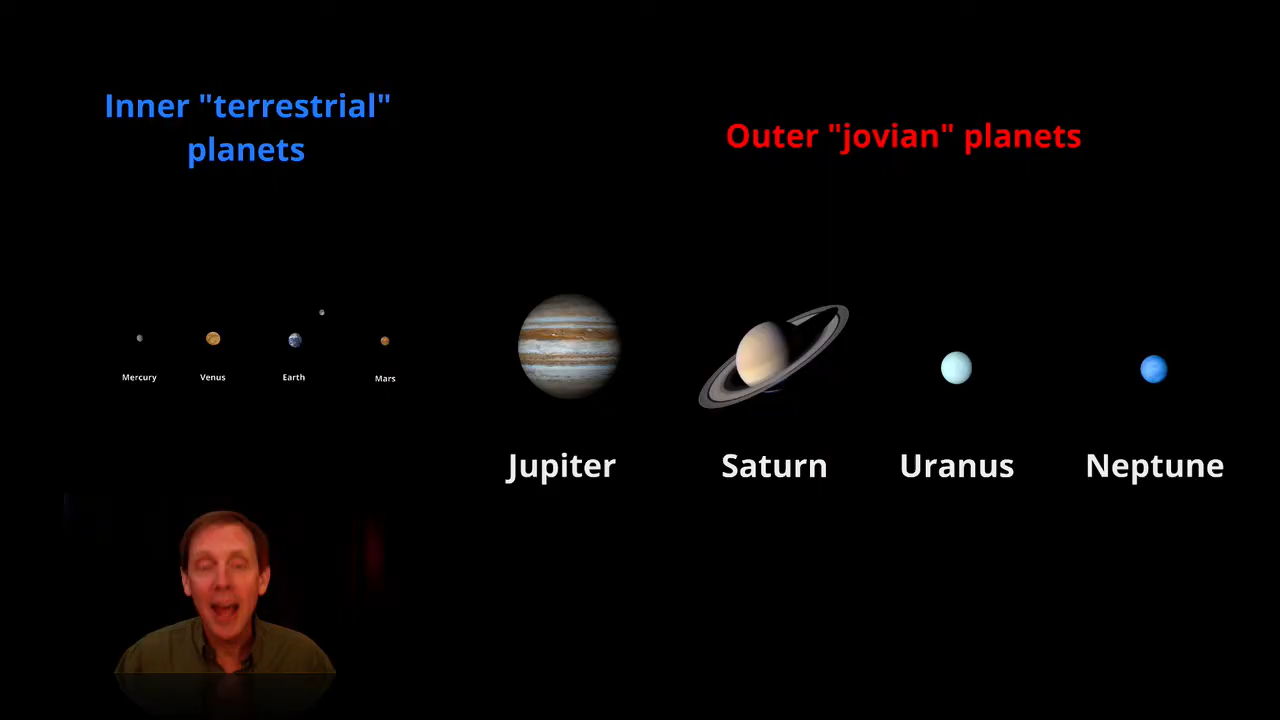 Inner "terrestrial"
planets
Outer "jovian" planets
Mercury Venus Earth Mars
Jupiter Saturn Uranus Neptune